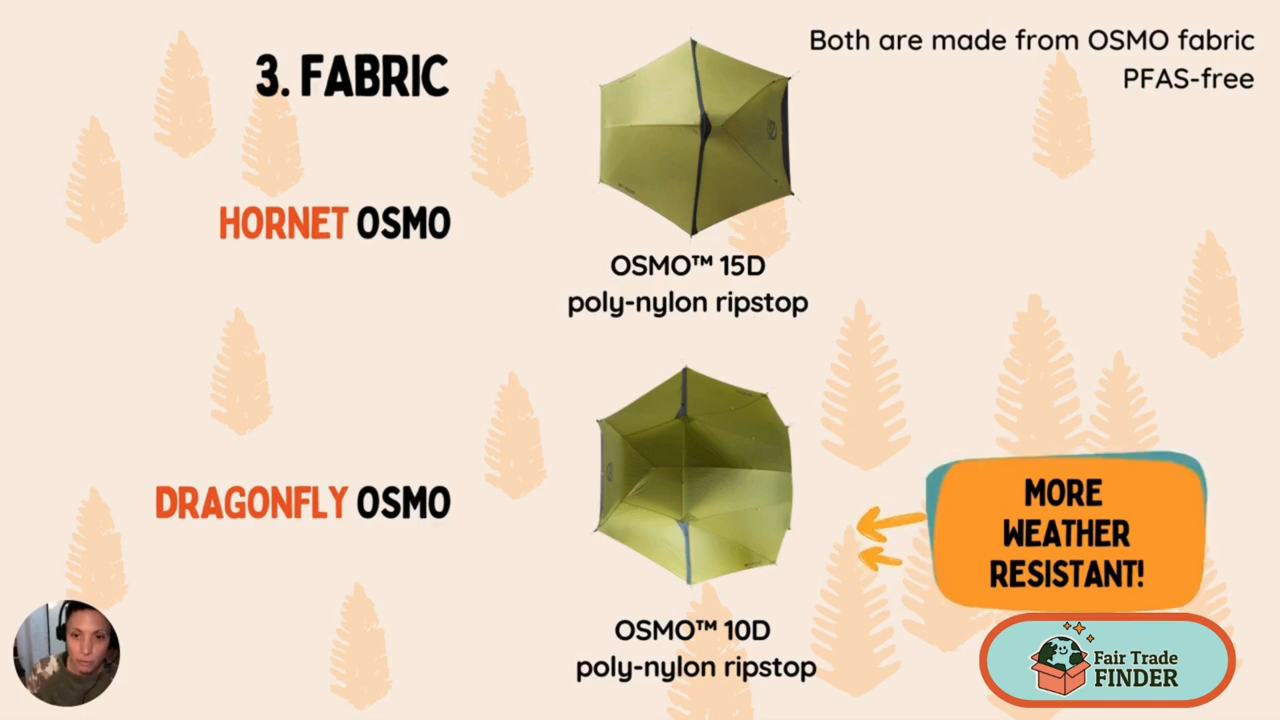 3. FABRIC
Both are made from OSMO fabric
PFAS-free
HORNET OSMO
OSMO™ 15D
poly-nylon ripstop
DRAGONFLY OSMO
MORE
WEATHER
RESISTANT!
OSMO™ 10D
poly-nylon ripstop
Fair Trade
FINDER